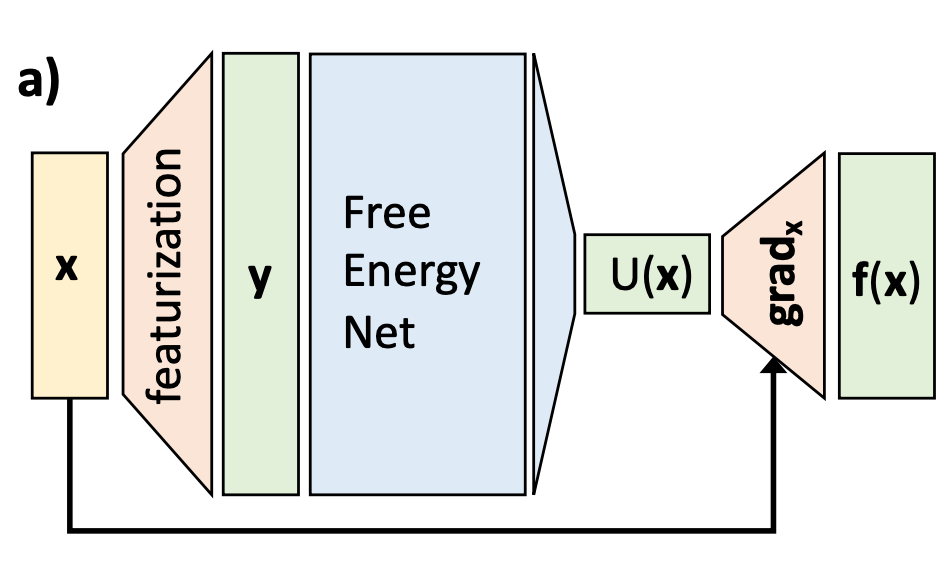 a)
x
featurization
y
Free
Energy
Net
U(x)
gradₓ
f(x)